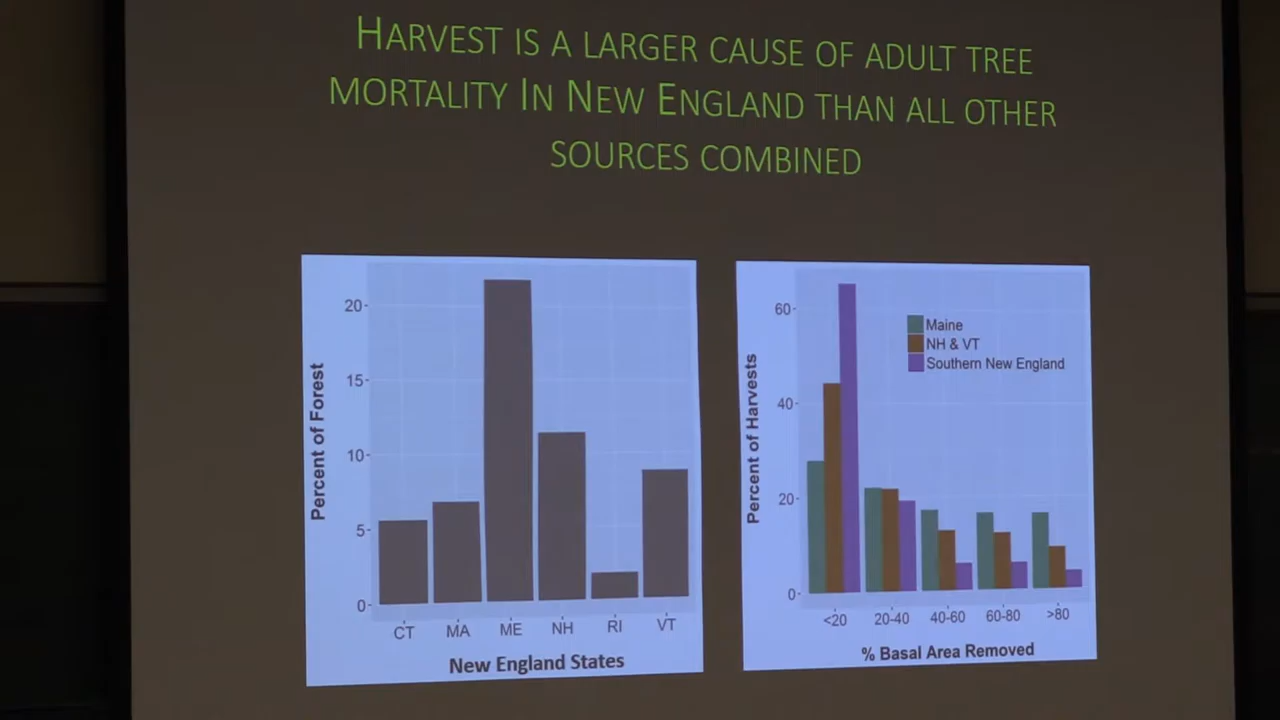 HARVEST IS A LARGER CAUSE OF ADULT TREE
MORTALITY IN NEW ENGLAND THAN ALL OTHER
SOURCES COMBINED
Percent of Forest
20
15
10
5
0
CT MA ME NH RI VT
New England States
Percent of Harvests
60
40
20
0
Maine
NH & VT
Southern New England
<20 20-40 40-60 60-80 >80
% Basal Area Removed